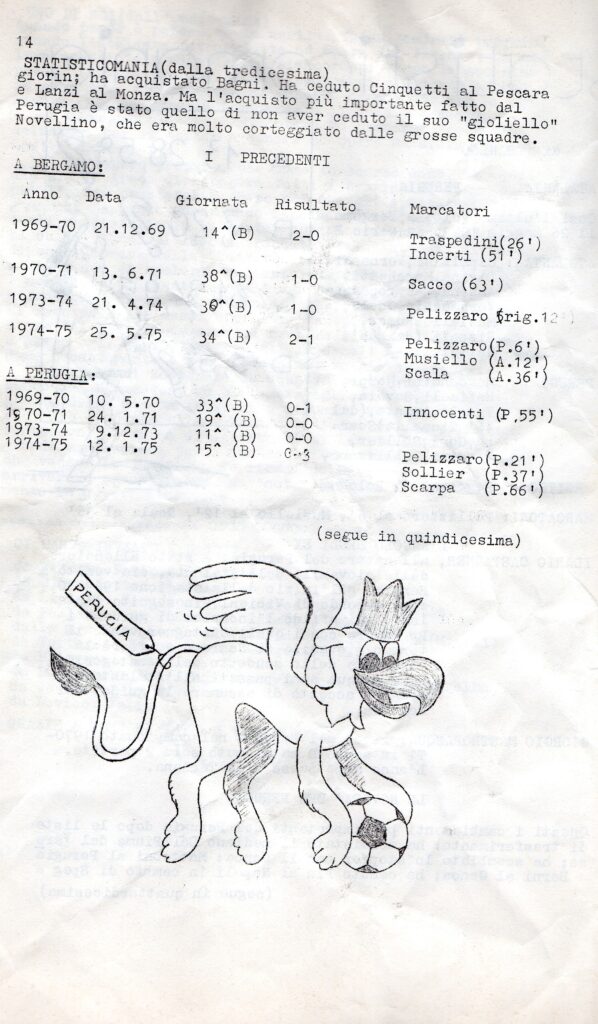 14
STATISTICOMANIA(dalla tredicesima)
giorin; ha acquistato Bagni. Ha ceduto Cinquetti al Pescara
e Lanzi al Monza. Ma l'acquisto più importante fatto dal
Perugia è stato quello di non aver ceduto il suo "gioliello"
Novellino, che era molto corteggiato dalle grosse squadre.
I PRECEDENTI
A BERGAMO:
Anno Data Giornata Risultato Marcatori
1969-70 21.12.69 14^(B) 2-0 Traspedini(26')
Incerti (51')
1970-71 13. 6.71 38^(B) 1-0 Sacco (63')
1973-74 21. 4.74 30^(B) 1-0 Pelizzaro (rig.12')
1974-75 25. 5.75 34^(B) 2-1 Pelizzaro(P.6')
Musiello (A.12')
Scala (A.36')
A PERUGIA:
1969-70 10. 5.70 33^(B) 0-1 Innocenti (P,55')
1970-71 24. 1.71 19^ (B) 0-0
1973-74 9.12.73 11^ (B) 0-0
1974-75 12. 1.75 15^ (B) 0-3 Pelizzaro(P.21')
Sollier (P.37')
Scarpa (P.66')
(segue in quindicesima)
PERUGIA